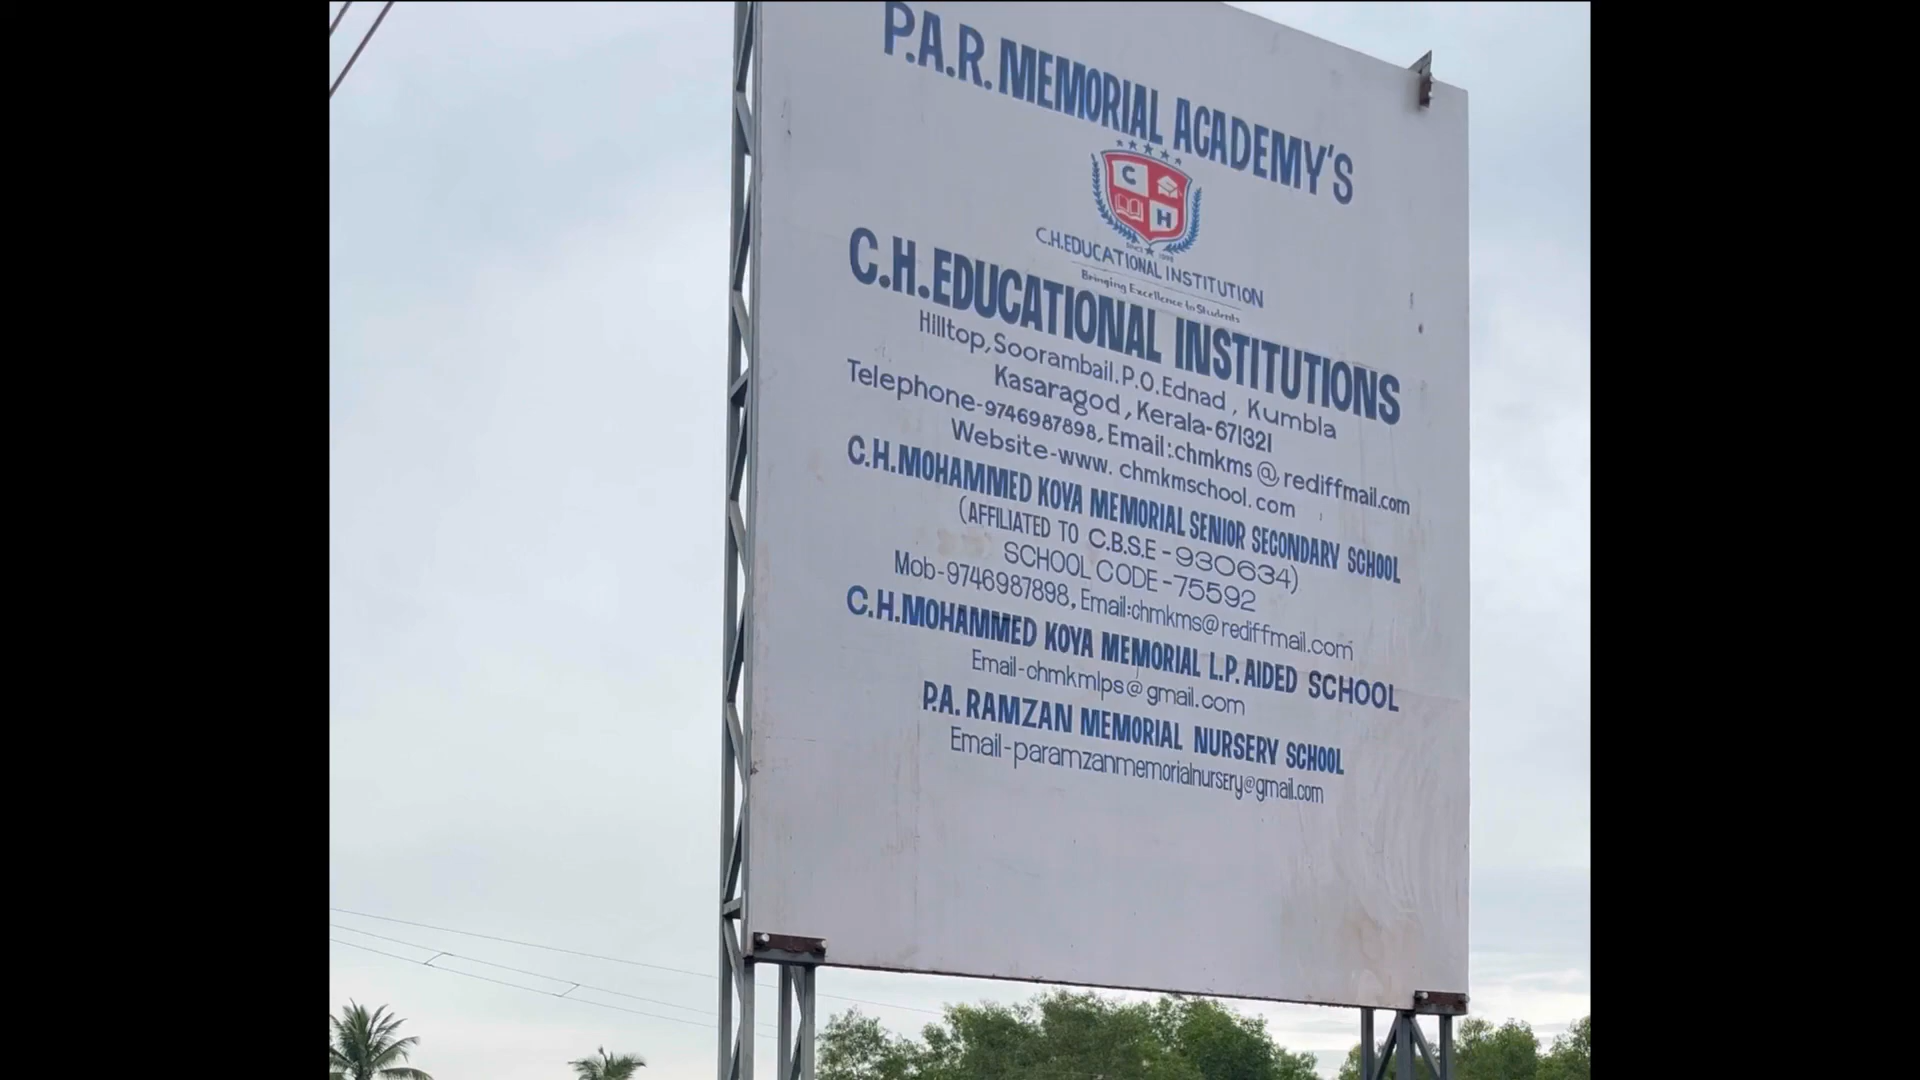 P.A.R. MEMORIAL ACADEMY'S
C
H
SINCE 1998
C.H.EDUCATIONAL INSTITUTION
Bringing Excellence to Students
C.H.EDUCATIONAL INSTITUTIONS
Hilltop,Soorambail.P.O.Ednad, Kumbla
Kasaragod,Kerala-671321
Telephone-9746987898,Email:chmkms@rediffmail.com
Website-www.chmkmschool.com
C.H.MOHAMMED KOYA MEMORIAL SENIOR SECONDARY SCHOOL
(AFFILIATED TO C.B.S.E-930634)
SCHOOL CODE-75592
Mob-9746987898,Email:chmkms@rediffmail.com
C.H.MOHAMMED KOYA MEMORIAL L.P.AIDED SCHOOL
Email-chmkmlps@gmail.com
P.A. RAMZAN MEMORIAL NURSERY SCHOOL
Email-paramzanmemorialnursery@gmail.com